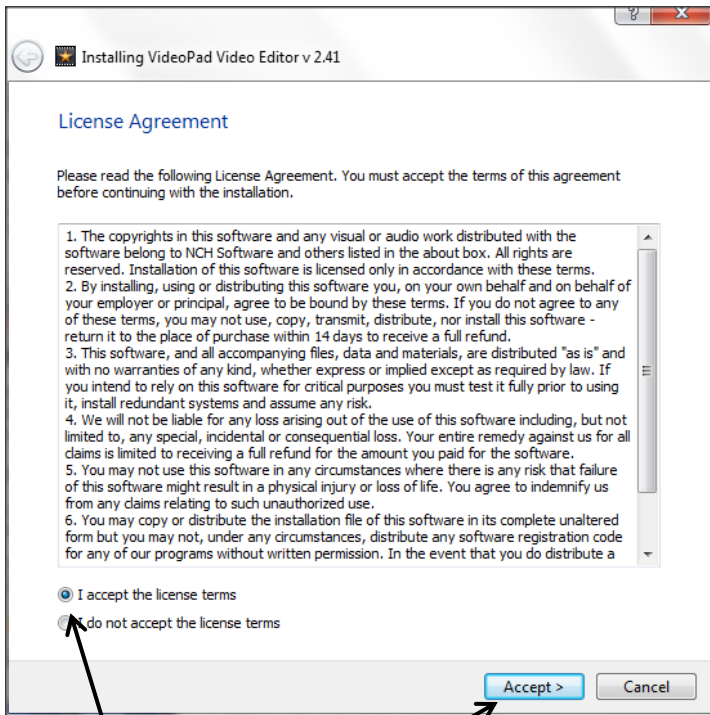 Installing VideoPad Video Editor v 2.41
License Agreement
Please read the following License Agreement. You must accept the terms of this agreement
before continuing with the installation.
1. The copyrights in this software and any visual or audio work distributed with the
software belong to NCH Software and others listed in the about box. All rights are
reserved. Installation of this software is licensed only in accordance with these terms.
2. By installing, using or distributing this software you, on your own behalf and on behalf of
your employer or principal, agree to be bound by these terms. If you do not agree to any
of these terms, you may not use, copy, transmit, distribute, nor install this software -
return it to the place of purchase within 14 days to receive a full refund.
3. This software, and all accompanying files, data and materials, are distributed "as is" and
with no warranties of any kind, whether express or implied except as required by law. If
you intend to rely on this software for critical purposes you must test it fully prior to using
it, install redundant systems and assume any risk.
4. We will not be liable for any loss arising out of the use of this software including, but not
limited to, any special, incidental or consequential loss. Your entire remedy against us for all
claims is limited to receiving a full refund for the amount you paid for the software.
5. You may not use this software in any circumstances where there is any risk that failure
of this software might result in a physical injury or loss of life. You agree to indemnify us
from any claims relating to such unauthorized use.
6. You may copy or distribute the installation file of this software in its complete unaltered
form but you may not, under any circumstances, distribute any software registration code
for any of our programs without written permission. In the event that you do distribute a
I accept the license terms
I do not accept the license terms
Accept >
Cancel